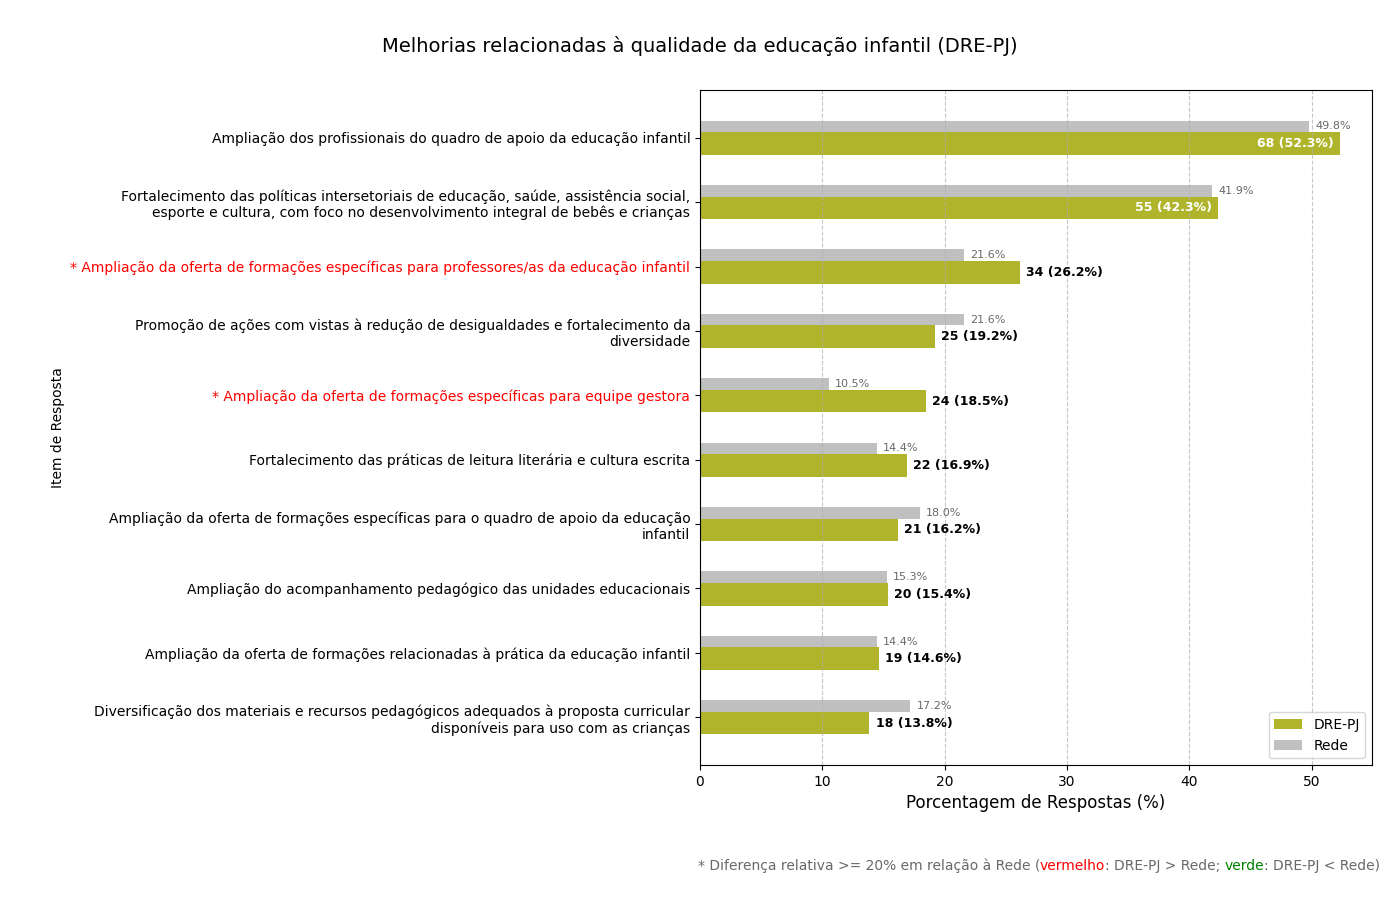 Melhorias relacionadas à qualidade da educação infantil (DRE-PJ)
Item de Resposta
Ampliação dos profissionais do quadro de apoio da educação infantil
49.8%
68 (52.3%)
Fortalecimento das políticas intersetoriais de educação, saúde, assistência social,
esporte e cultura, com foco no desenvolvimento integral de bebês e crianças
41.9%
55 (42.3%)
* Ampliação da oferta de formações específicas para professores/as da educação infantil
21.6%
34 (26.2%)
Promoção de ações com vistas à redução de desigualdades e fortalecimento da
diversidade
21.6%
25 (19.2%)
* Ampliação da oferta de formações específicas para equipe gestora
10.5%
24 (18.5%)
Fortalecimento das práticas de leitura literária e cultura escrita
14.4%
22 (16.9%)
Ampliação da oferta de formações específicas para o quadro de apoio da educação
infantil
18.0%
21 (16.2%)
Ampliação do acompanhamento pedagógico das unidades educacionais
15.3%
20 (15.4%)
Ampliação da oferta de formações relacionadas à prática da educação infantil
14.4%
19 (14.6%)
Diversificação dos materiais e recursos pedagógicos adequados à proposta curricular
disponíveis para uso com as crianças
17.2%
18 (13.8%)
DRE-PJ
Rede
0 10 20 30 40 50
Porcentagem de Respostas (%)
* Diferença relativa >= 20% em relação à Rede (vermelho: DRE-PJ > Rede; verde: DRE-PJ < Rede)